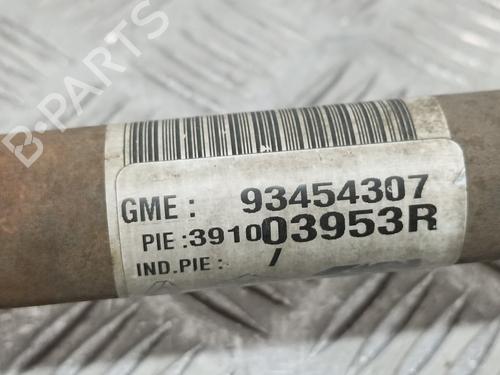 B-PARTS
GME : 93454307
PIE : 391003953R
IND.PIE : /